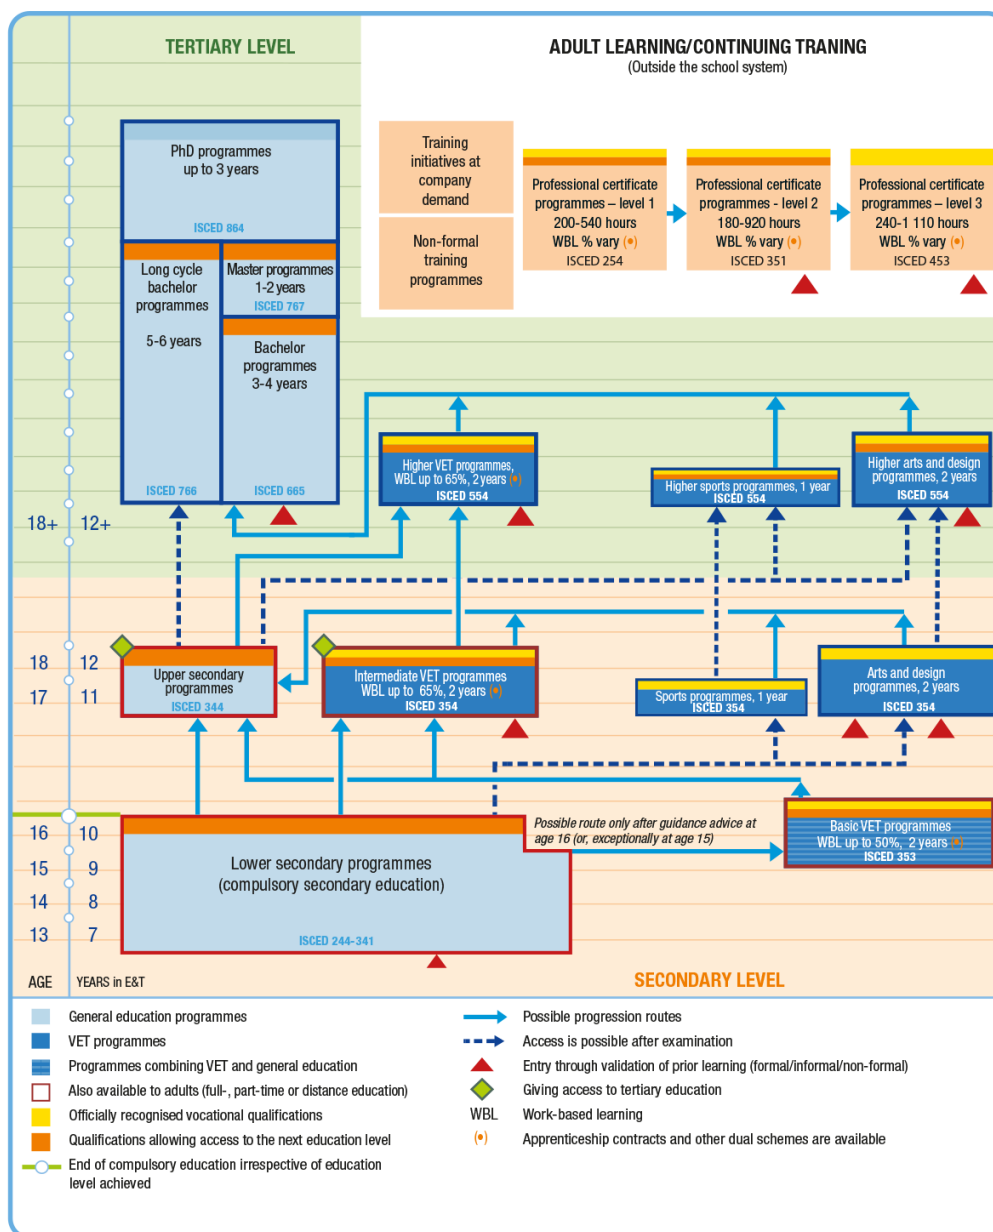 TERTIARY LEVEL
ADULT LEARNING/CONTINUING TRANING
(Outside the school system)
PhD programmes
up to 3 years
ISCED 864
Long cycle
bachelor
programmes
5-6 years
ISCED 766
Master programmes
1-2 years
ISCED 767
Bachelor
programmes
3-4 years
ISCED 665
Training
initiatives at
company
demand
Non-formal
training
programmes
Professional certificate
programmes – level 1
200-540 hours
WBL % vary (•)
ISCED 254
Professional certificate
programmes - level 2
180-920 hours
WBL % vary (•)
ISCED 351
Professional certificate
programmes – level 3
240-1 110 hours
WBL % vary (•)
ISCED 453
Higher VET programmes,
WBL up to 65%, 2 years (•)
ISCED 554
Higher sports programmes, 1 year
ISCED 554
Higher arts and design
programmes, 2 years
ISCED 554
18+ 12+
18 12
17 11
Upper secondary
programmes
ISCED 344
Intermediate VET programmes
WBL up to 65%, 2 years (•)
ISCED 354
Sports programmes, 1 year
ISCED 354
Arts and design
programmes, 2 years
ISCED 354
16 10
15 9
14 8
13 7
Lower secondary programmes
(compulsory secondary education)
ISCED 244-341
Possible route only after guidance advice at
age 16 (or, exceptionally at age 15)
Basic VET programmes
WBL up to 50%, 2 years (•)
ISCED 353
AGE YEARS in E&T
SECONDARY LEVEL
General education programmes
VET programmes
Programmes combining VET and general education
Also available to adults (full-, part-time or distance education)
Officially recognised vocational qualifications
Qualifications allowing access to the next education level
End of compulsory education irrespective of education
level achieved
Possible progression routes
Access is possible after examination
Entry through validation of prior learning (formal/informal/non-formal)
Giving access to tertiary education
WBL Work-based learning
(•) Apprenticeship contracts and other dual schemes are available